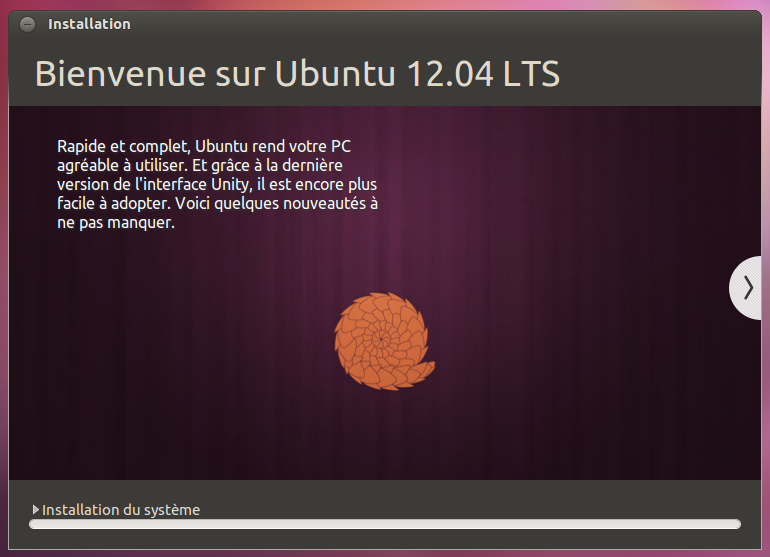 Installation
Bienvenue sur Ubuntu 12.04 LTS
Rapide et complet, Ubuntu rend votre PC
agréable à utiliser. Et grâce à la dernière
version de l'interface Unity, il est encore plus
facile à adopter. Voici quelques nouveautés à
ne pas manquer.
Installation du système